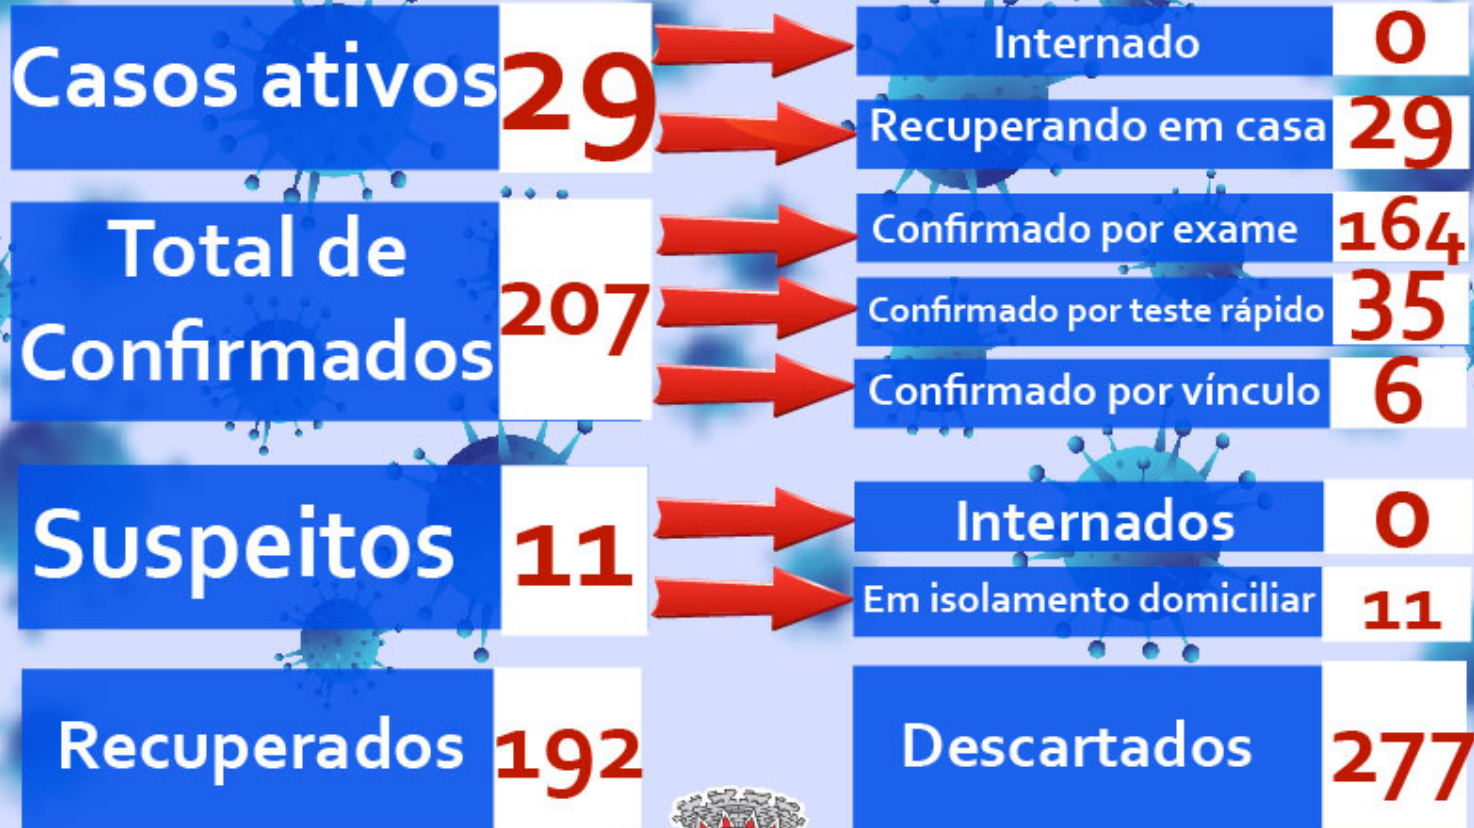 Casos ativos 29
Internado 0
Recuperando em casa 29
Total de
Confirmados 207
Confirmado por exame 164
Confirmado por teste rápido 35
Confirmado por vínculo 6
Suspeitos 11
Internados 0
Em isolamento domiciliar 11
Recuperados 192
Descartados 277